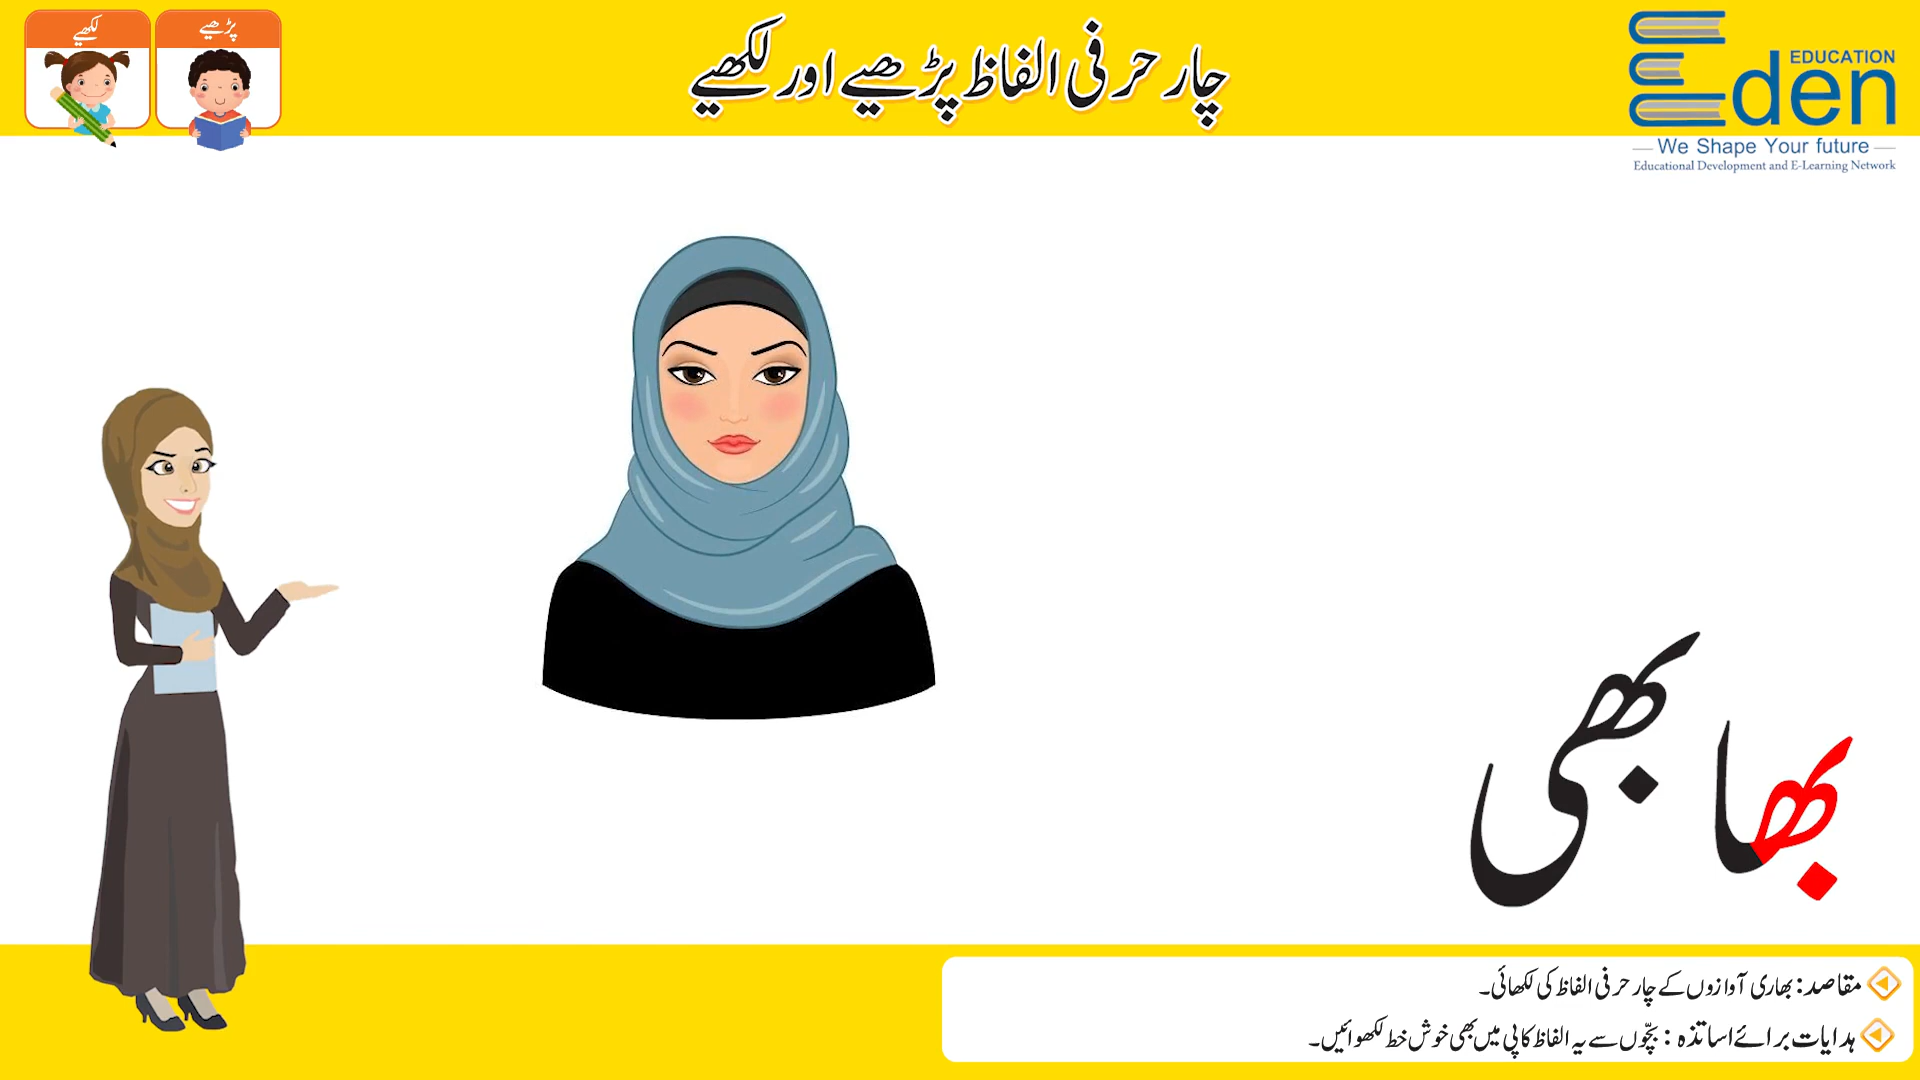 لکھیے
پڑھیے
چار حرفی الفاظ پڑھیے اور لکھیے
EDUCATION
Eden
We Shape Your future
Educational Development and E-Learning Network
بھابھی
مقاصد: بھاری آوازوں کے چار حرفی الفاظ کی لکھائی۔
ہدایات برائے اساتذہ: بچّوں سے یہ الفاظ کاپی میں بھی خوش خط لکھوائیں۔